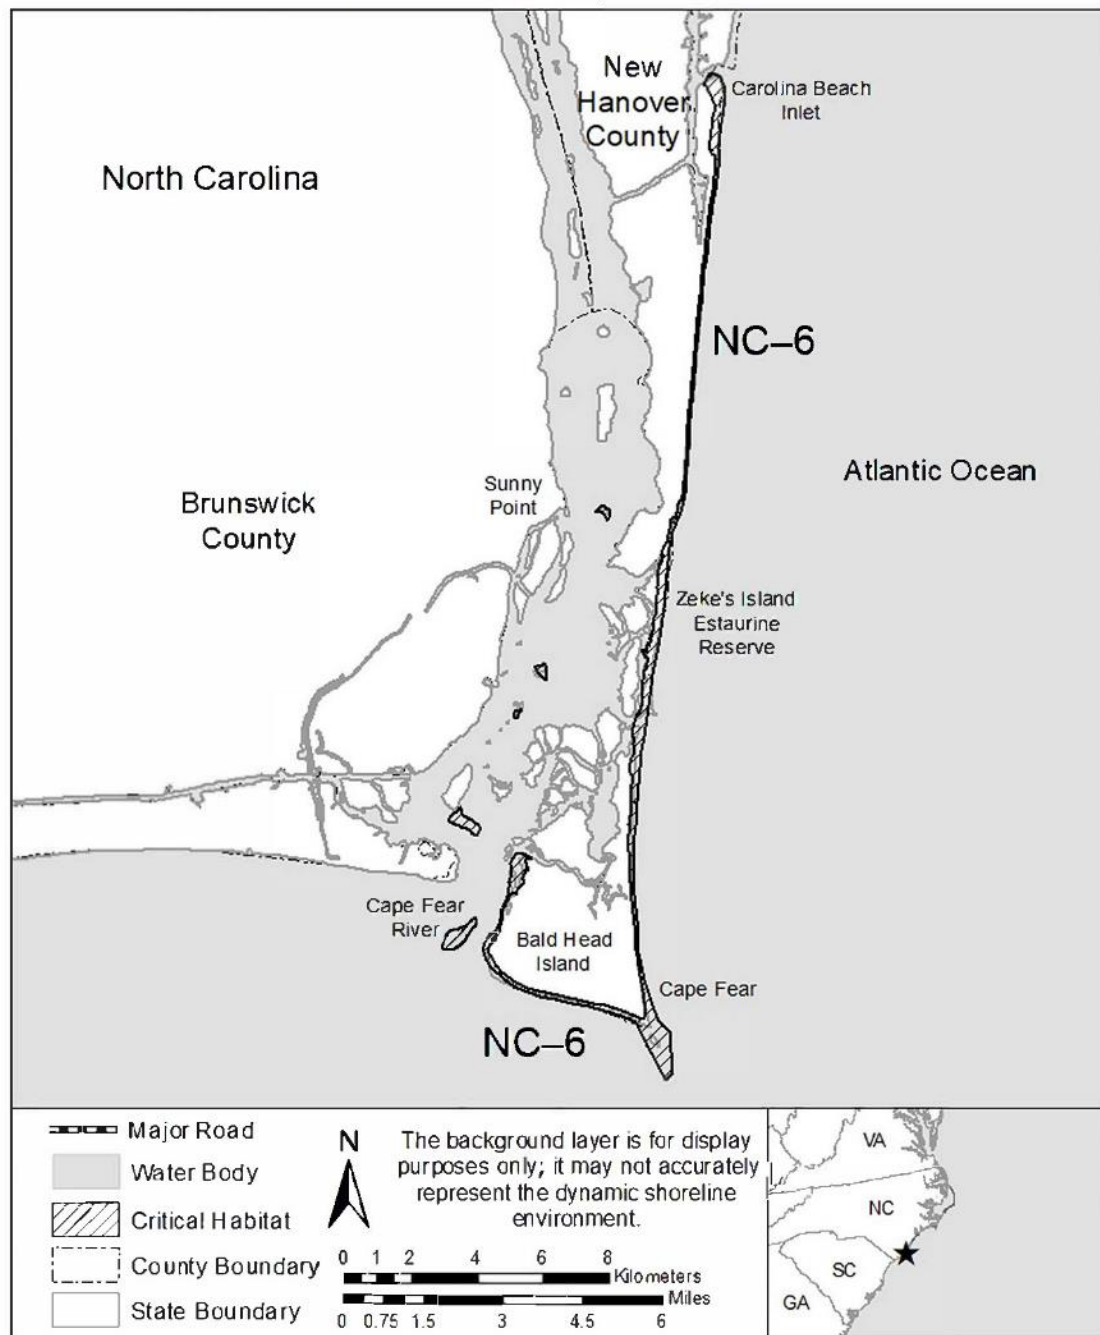 New
Hanover
County
Carolina Beach
Inlet
North Carolina
NC–6
Atlantic Ocean
Sunny
Point
Brunswick
County
Zeke's Island
Estaurine
Reserve
Cape Fear
River
Bald Head
Island
Cape Fear
NC–6
Major Road
Water Body
Critical Habitat
County Boundary
State Boundary
N
The background layer is for display
purposes only; it may not accurately
represent the dynamic shoreline
environment.
0 1 2 4 6 8
Kilometers
Miles
0 0.75 1.5 3 4.5 6
VA
NC
SC
GA